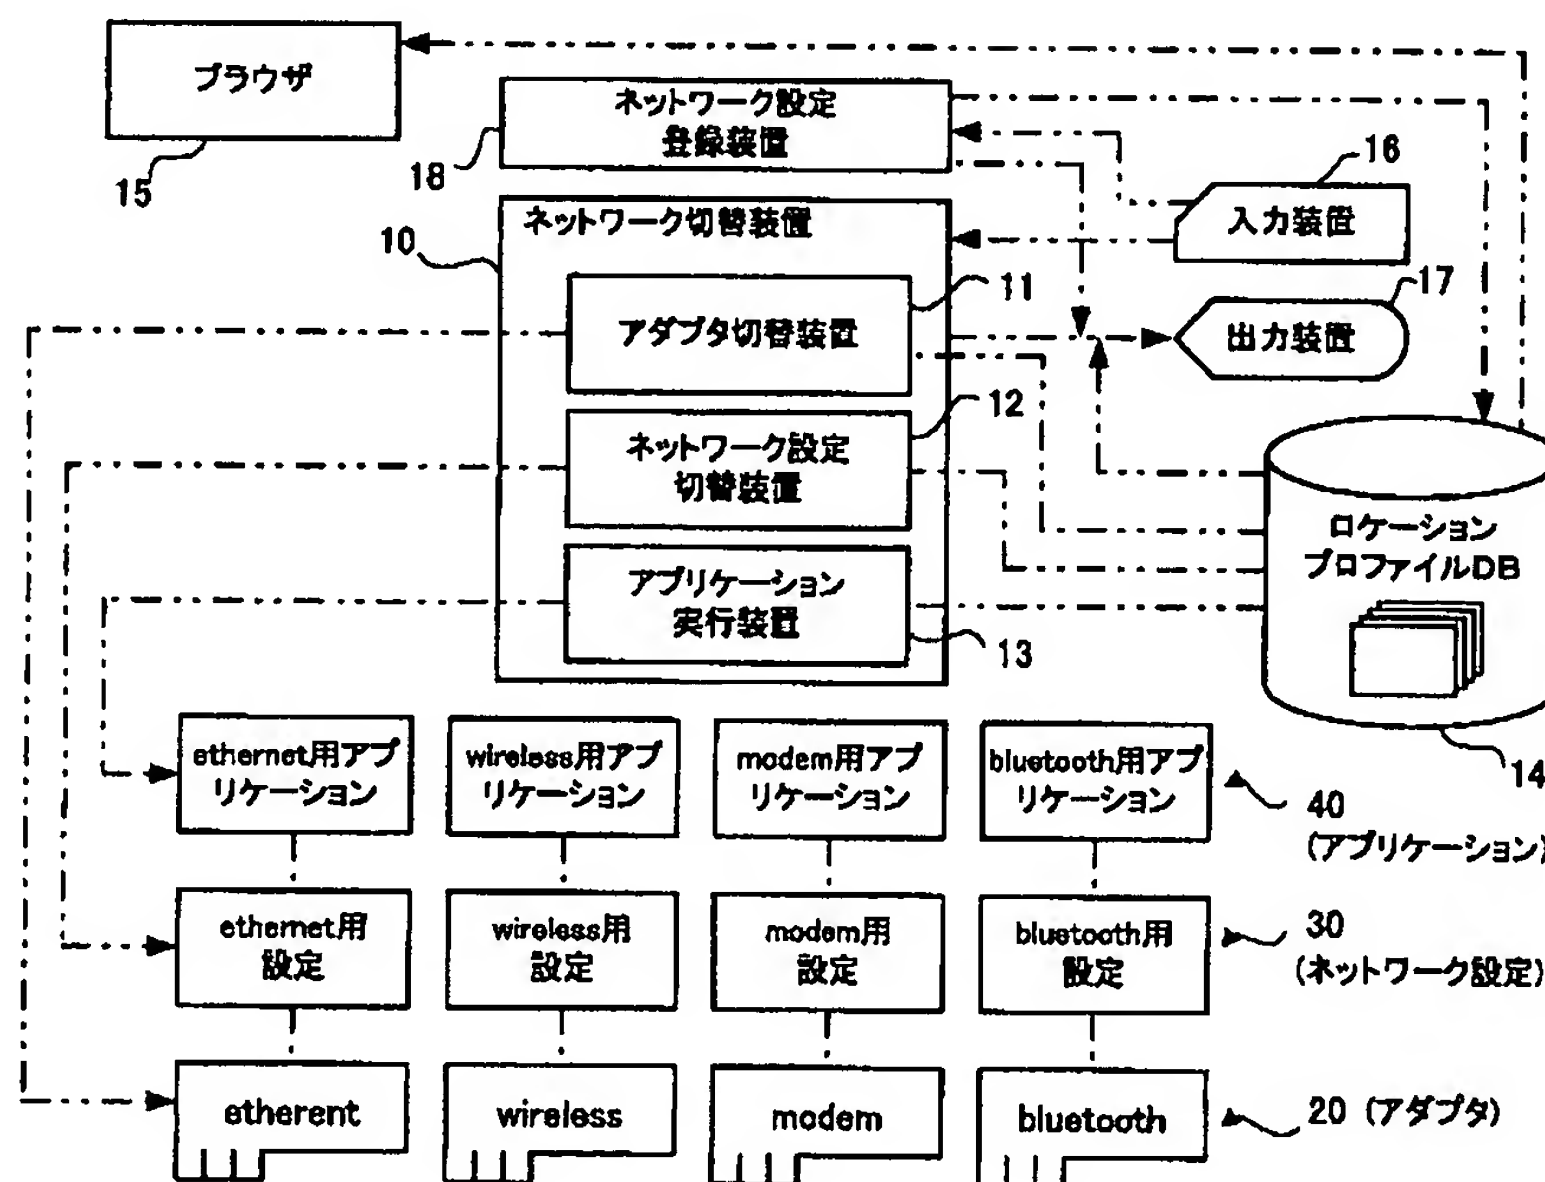 ブラウザ
15
ネットワーク設定
登録装置
18
16
入力装置
ネットワーク切替装置
10
11
アダプタ切替装置
17
出力装置
12
ネットワーク設定
切替装置
ロケーション
プロファイルDB
アプリケーション
実行装置
13
14
ethernet用アプ
リケーション
wireless用アプ
リケーション
modem用アプ
リケーション
bluetooth用アプ
リケーション
40
(アプリケーション)
ethernet用
設定
wireless用
設定
modem用
設定
bluetooth用
設定
30
(ネットワーク設定)
etherent
wireless
modem
bluetooth
20 (アダプタ)